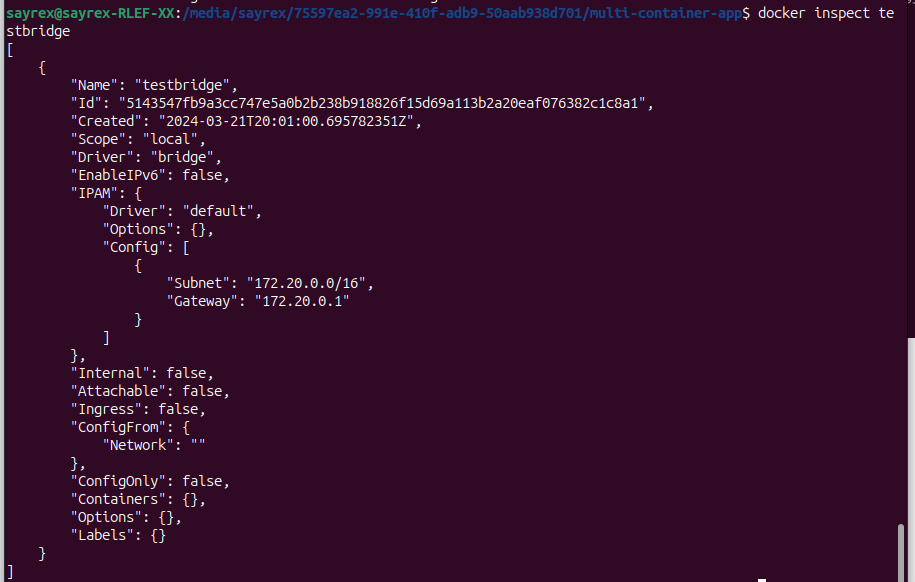 sayrex@sayrex-RLEF-XX:/media/sayrex/75597ea2-991e-410f-adb9-50aab938d701/multi-container-app$ docker inspect te
stbridge
[
    {
        "Name": "testbridge",
        "Id": "5143547fb9a3cc747e5a0b2b238b918826f15d69a113b2a20eaf076382c1c8a1",
        "Created": "2024-03-21T20:01:00.695782351Z",
        "Scope": "local",
        "Driver": "bridge",
        "EnableIPv6": false,
        "IPAM": {
            "Driver": "default",
            "Options": {},
            "Config": [
                {
                    "Subnet": "172.20.0.0/16",
                    "Gateway": "172.20.0.1"
                }
            ]
        },
        "Internal": false,
        "Attachable": false,
        "Ingress": false,
        "ConfigFrom": {
            "Network": ""
        },
        "ConfigOnly": false,
        "Containers": {},
        "Options": {},
        "Labels": {}
    }
]